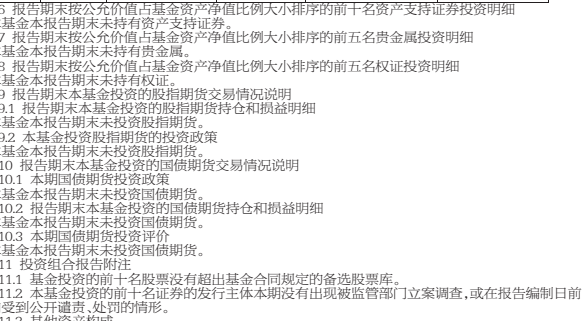 6 报告期末按公允价值占基金资产净值比例大小排序的前十名资产支持证券投资明细
基金本报告期末未持有资产支持证券。
7 报告期末按公允价值占基金资产净值比例大小排序的前五名贵金属投资明细
基金本报告期末未持有贵金属。
8 报告期末按公允价值占基金资产净值比例大小排序的前五名权证投资明细
基金本报告期末未持有权证。
9 报告期末本基金投资的股指期货交易情况说明
9.1 报告期末本基金投资的股指期货持仓和损益明细
基金本报告期末未投资股指期货。
9.2 本基金投资股指期货的投资政策
基金本报告期末未投资股指期货。
10 报告期末本基金投资的国债期货交易情况说明
10.1 本期国债期货投资政策
基金本报告期末未投资国债期货。
10.2 报告期末本基金投资的国债期货持仓和损益明细
基金本报告期末未投资国债期货。
10.3 本期国债期货投资评价
基金本报告期末未投资国债期货。
11 投资组合报告附注
11.1 基金投资的前十名股票没有超出基金合同规定的备选股票库。
11.2 本基金投资的前十名证券的发行主体本期没有出现被监管部门立案调查,或在报告编制日前
受到公开谴责、处罚的情形。
11.3 其他资产构成